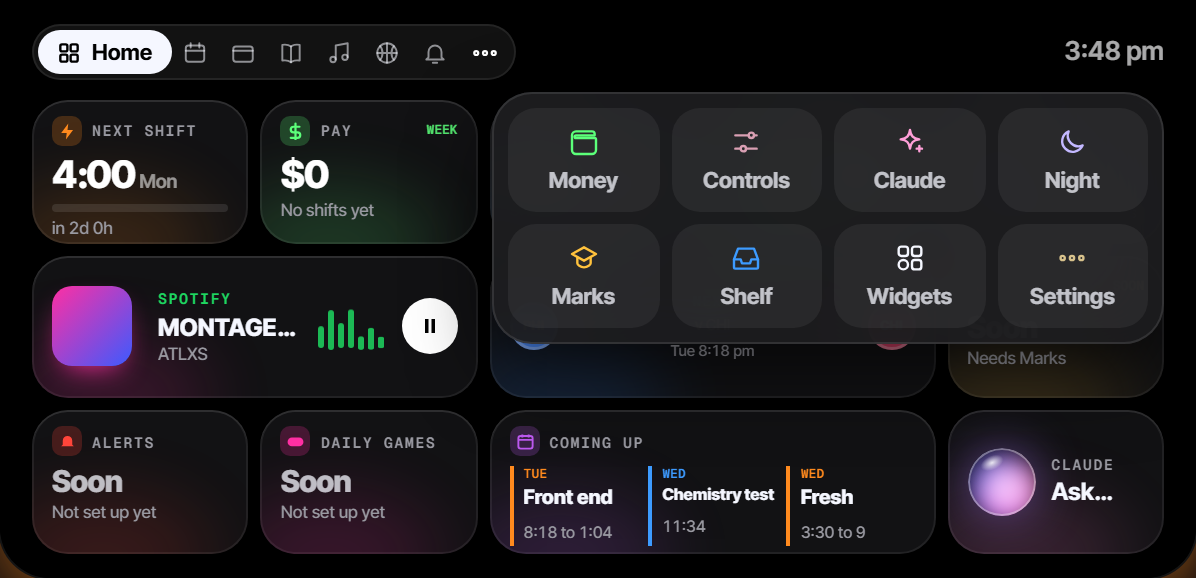 Home
3:48 pm
NEXT SHIFT
4:00 Mon
in 2d 0h
PAY
WEEK
$0
No shifts yet
Money
Controls
Claude
Night
Marks
Shelf
Widgets
Settings
SPOTIFY
MONTAGE...
ATLXS
Tue 8:18 pm
Needs Marks
ALERTS
Soon
Not set up yet
DAILY GAMES
Soon
Not set up yet
COMING UP
TUE
Front end
8:18 to 1:04
WED
Chemistry test
11:34
WED
Fresh
3:30 to 9
CLAUDE
Ask...